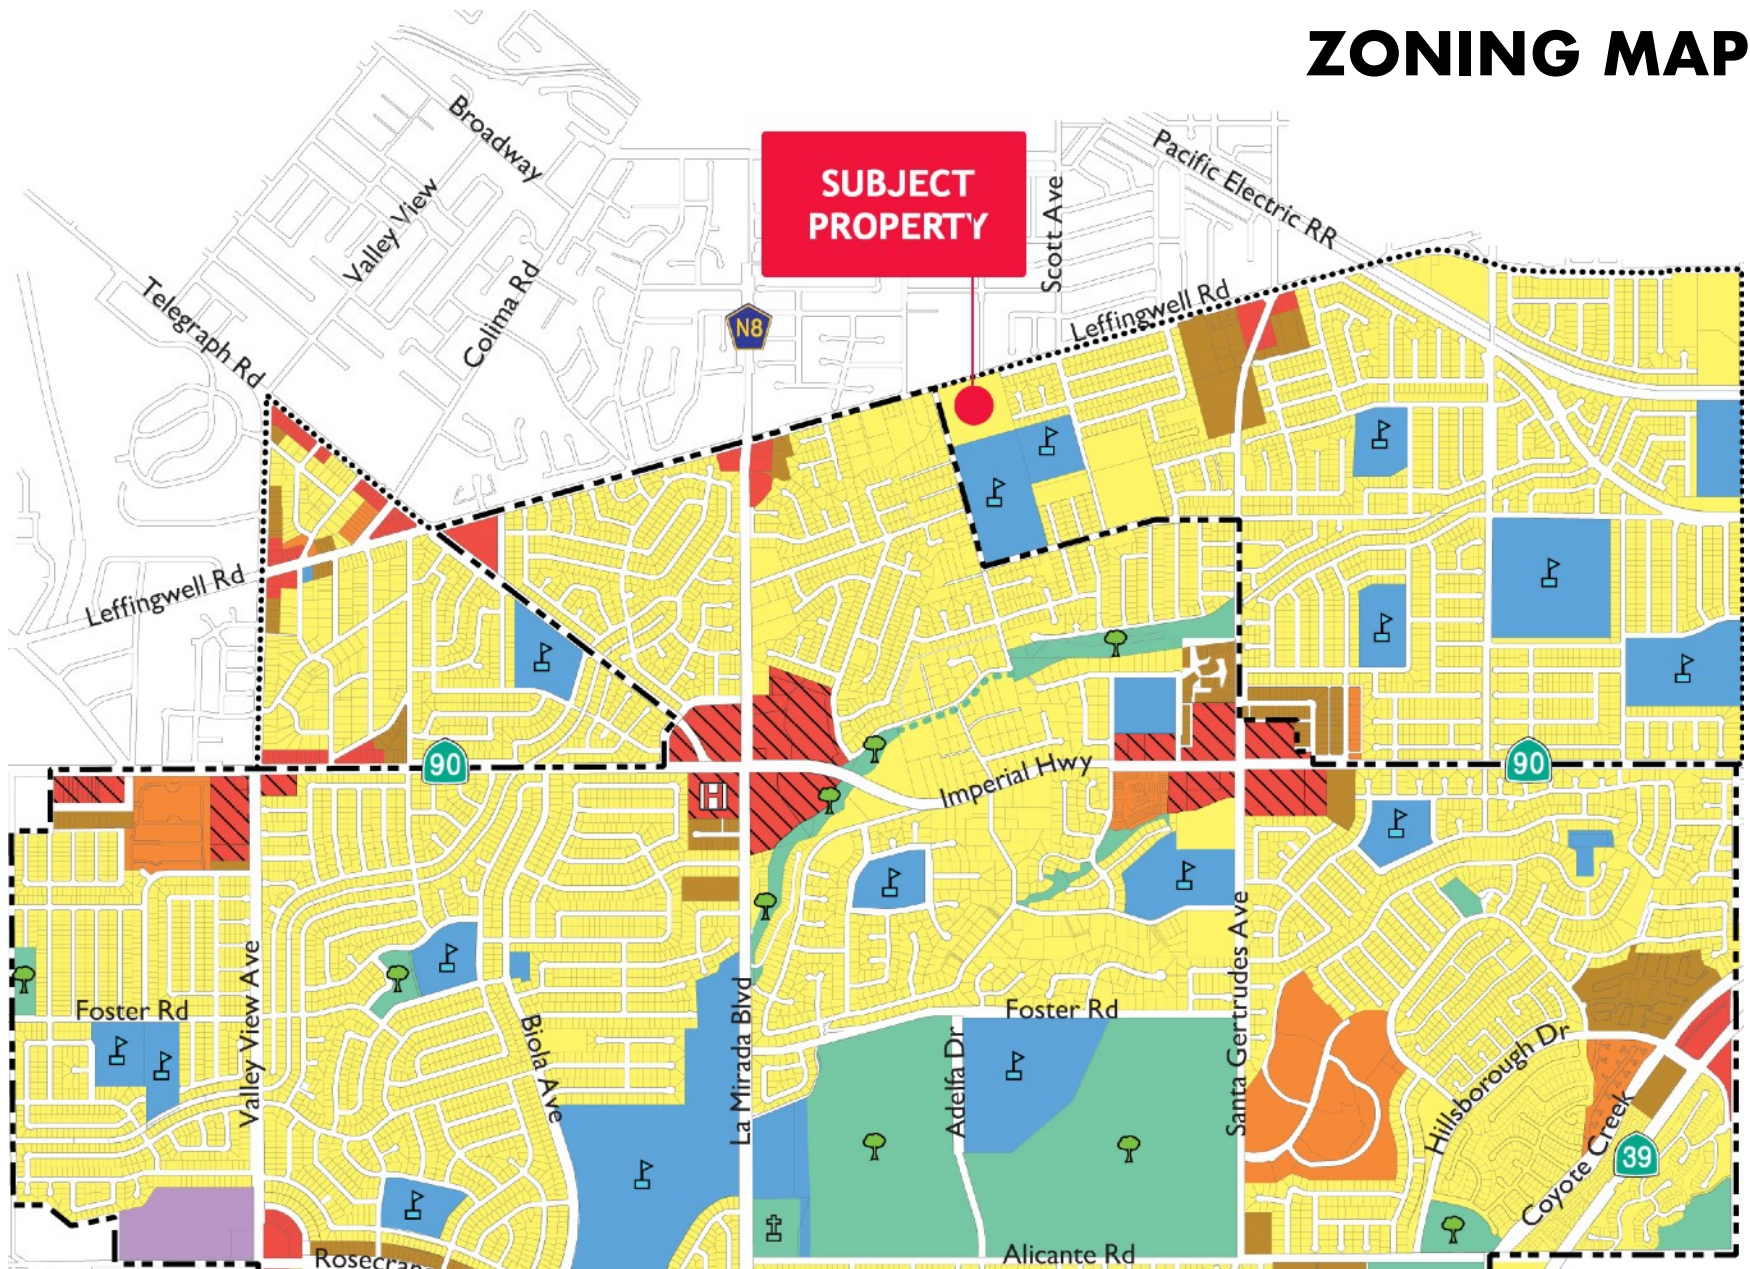 ZONING MAP
Broadway
Pacific Electric RR
SUBJECT
PROPERTY
Valley View
Scott Ave
Colima Rd
Telegraph Rd
N8
Leffingwell Rd
Leffingwell Rd
90
Imperial Hwy
90
H
Valley View Ave
Santa Gertrudes Ave
Foster Rd
Foster Rd
Biola Ave
La Mirada Blvd
Adelfa Dr
Hillsborough Dr
Coyote Creek
39
Alicante Rd
Rosecran